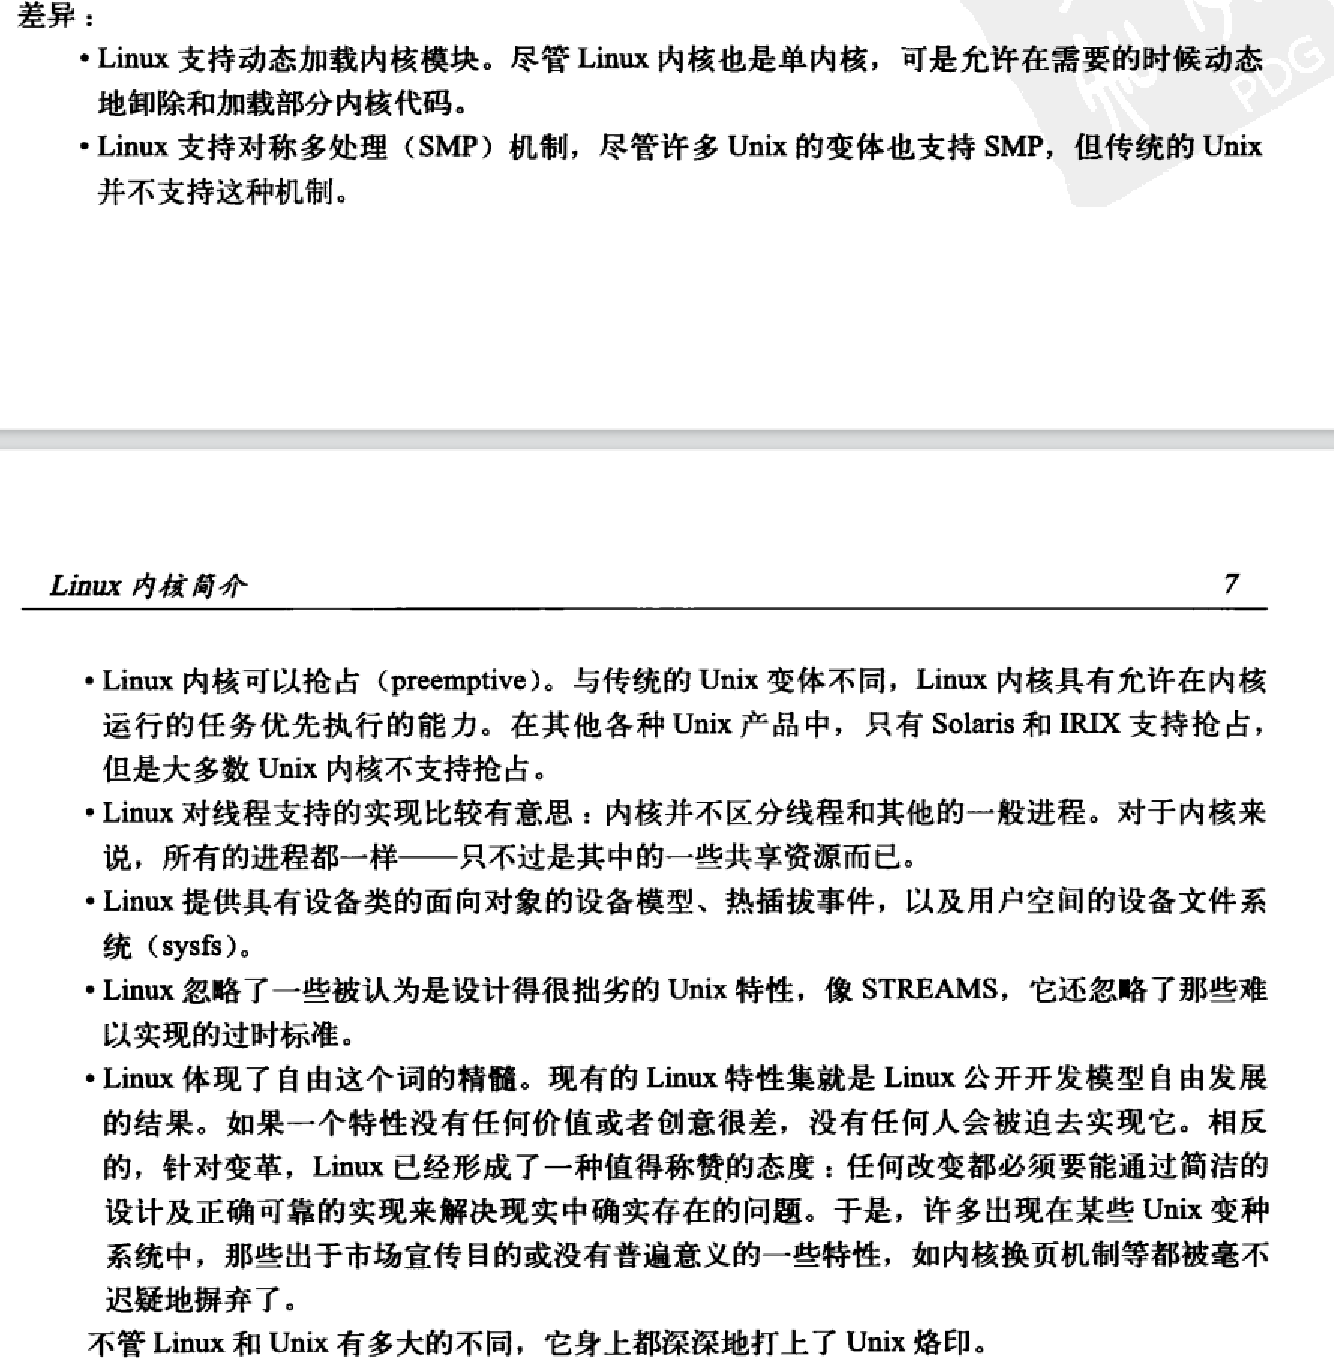 差异：
• Linux 支持动态加载内核模块。尽管 Linux 内核也是单内核，可是允许在需要的时候动态
地卸除和加载部分内核代码。
• Linux 支持对称多处理（SMP）机制，尽管许多 Unix 的变体也支持 SMP，但传统的 Unix
并不支持这种机制。
PDG
Linux 内核简介 7
• Linux 内核可以抢占（preemptive）。与传统的 Unix 变体不同，Linux 内核具有允许在内核
运行的任务优先执行的能力。在其他各种 Unix 产品中，只有 Solaris 和 IRIX 支持抢占，
但是大多数 Unix 内核不支持抢占。
• Linux 对线程支持的实现比较有意思：内核并不区分线程和其他的一般进程。对于内核来
说，所有的进程都一样——只不过是其中的一些共享资源而已。
• Linux 提供具有设备类的面向对象的设备模型、热插拔事件，以及用户空间的设备文件系
统（sysfs）。
• Linux 忽略了一些被认为是设计得很拙劣的 Unix 特性，像 STREAMS，它还忽略了那些难
以实现的过时标准。
• Linux 体现了自由这个词的精髓。现有的 Linux 特性集就是 Linux 公开开发模型自由发展
的结果。如果一个特性没有任何价值或者创意很差，没有任何人会被迫去实现它。相反
的，针对变革，Linux 已经形成了一种值得称赞的态度：任何改变都必须要能通过简洁的
设计及正确可靠的实现来解决现实中确实存在的问题。于是，许多出现在某些 Unix 变种
系统中，那些出于市场宣传目的或没有普遍意义的一些特性，如内核换页机制等都被毫不
迟疑地摒弃了。
不管 Linux 和 Unix 有多大的不同，它身上都深深地打上了 Unix 烙印。